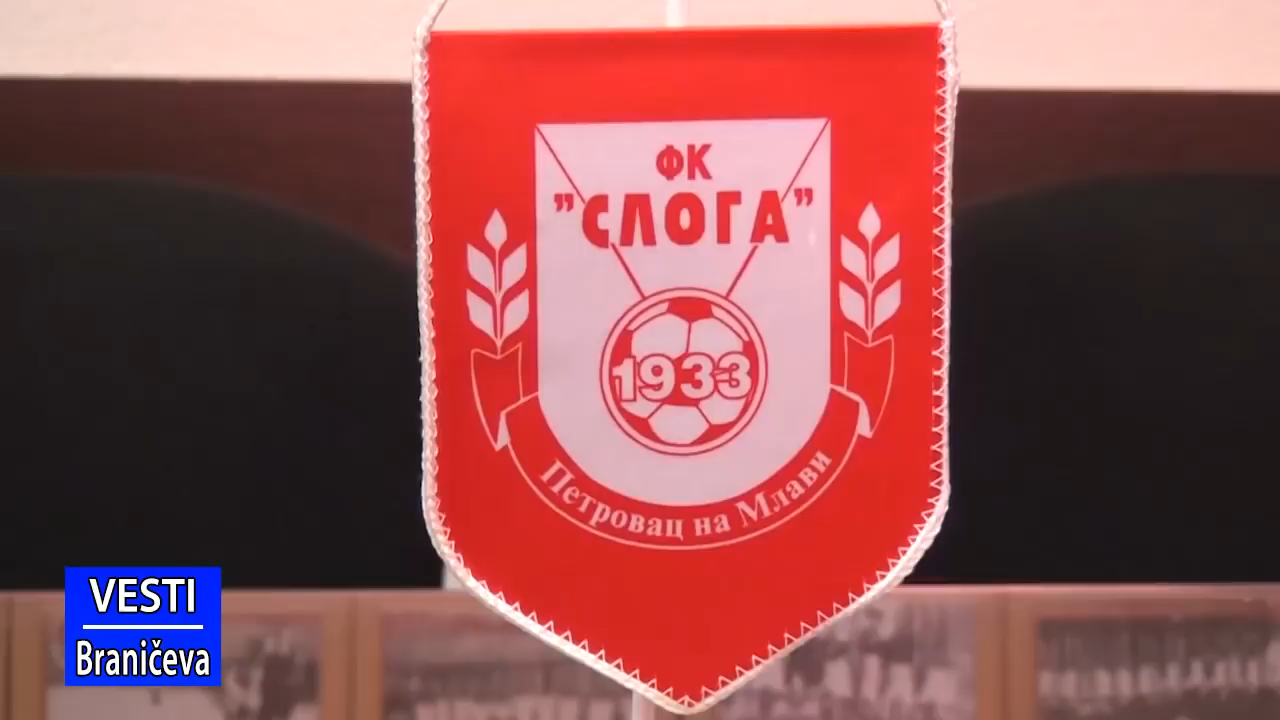 ФК
”СЛОГА”
1933
Петровац на Млави
VESTI
Braničeva